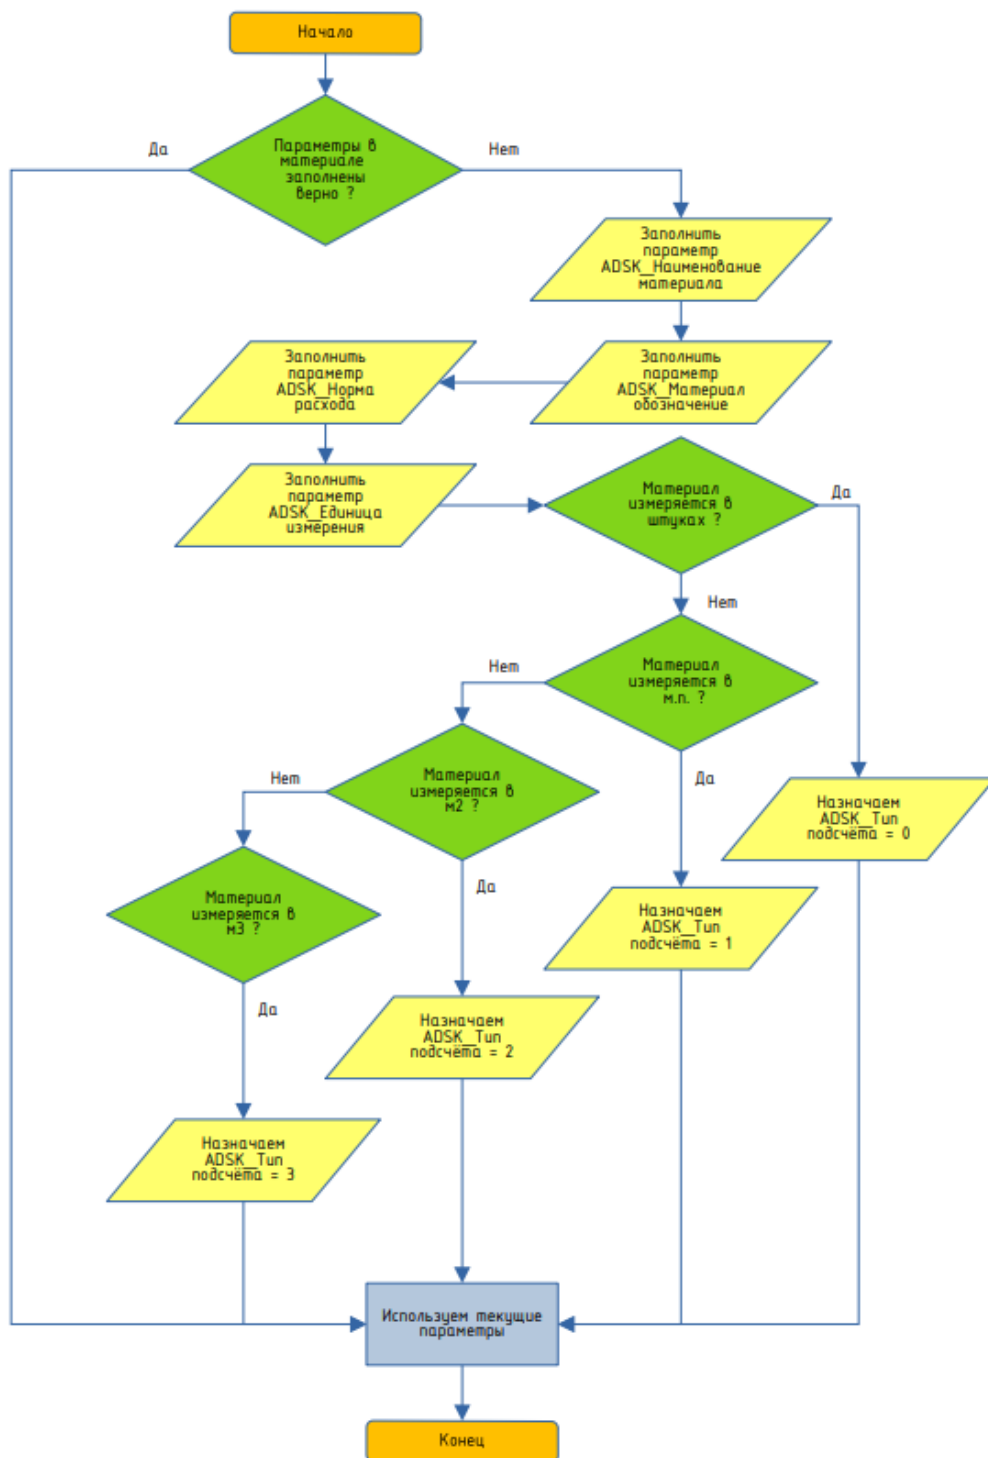 Начало
Да
Параметры в
материале
заполнены
верно ?
Нет
Заполнить
параметр
ADSK_Наименование
материала
Заполнить
параметр
ADSK_Материал
обозначение
Заполнить
параметр
ADSK_Норма
расхода
Заполнить
параметр
ADSK_Единица
измерения
Материал
измеряется в
штуках ?
Да
Нет
Материал
измеряется в
м.п. ?
Нет
Да
Материал
измеряется в
м2 ?
Нет
Да
Назначаем
ADSK_Тип
подсчёта = 0
Материал
измеряется в
м3 ?
Да
Назначаем
ADSK_Тип
подсчёта = 1
Назначаем
ADSK_Тип
подсчёта = 2
Назначаем
ADSK_Тип
подсчёта = 3
Используем текущие
параметры
Конец